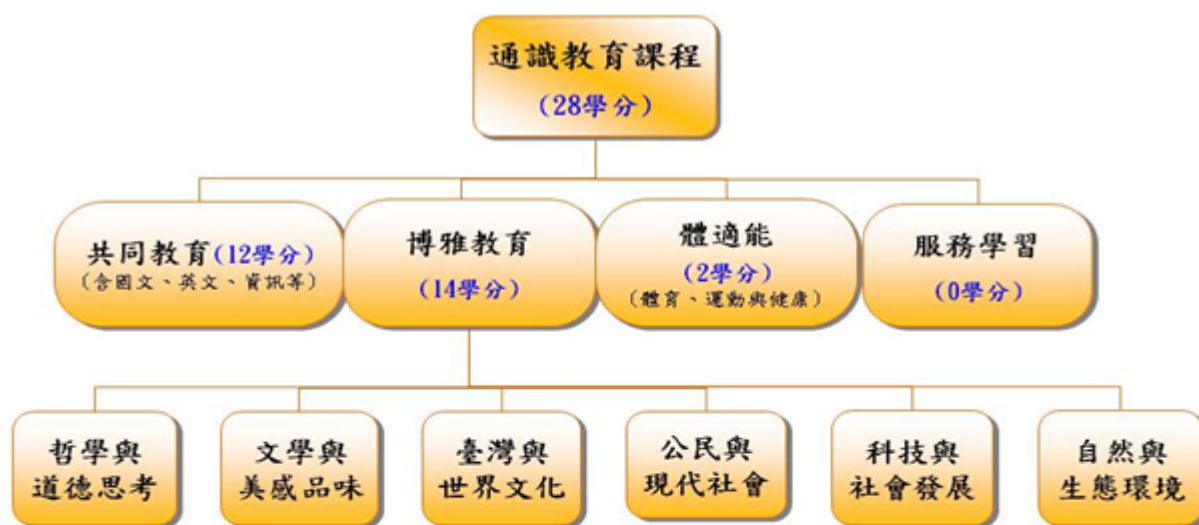 通識教育課程
(28學分)
共同教育(12學分)
(含國文、英文、資訊等)
博雅教育
(14學分)
體適能
(2學分)
(體育、運動與健康)
服務學習
(0學分)
哲學與
道德思考
文學與
美感品味
臺灣與
世界文化
公民與
現代社會
科技與
社會發展
自然與
生態環境